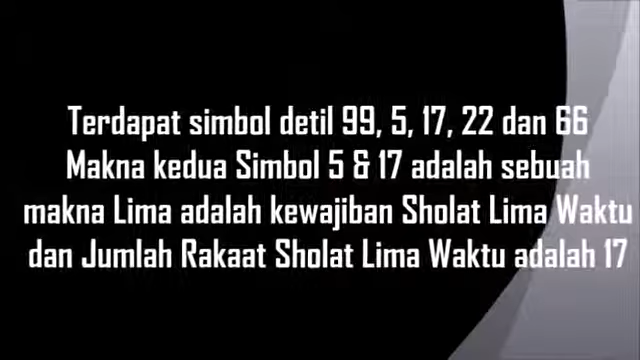 Terdapat simbol detil 99, 5, 17, 22 dan 66
Makna kedua Simbol 5 & 17 adalah sebuah
makna Lima adalah kewajiban Sholat Lima Waktu
dan Jumlah Rakaat Sholat Lima Waktu adalah 17